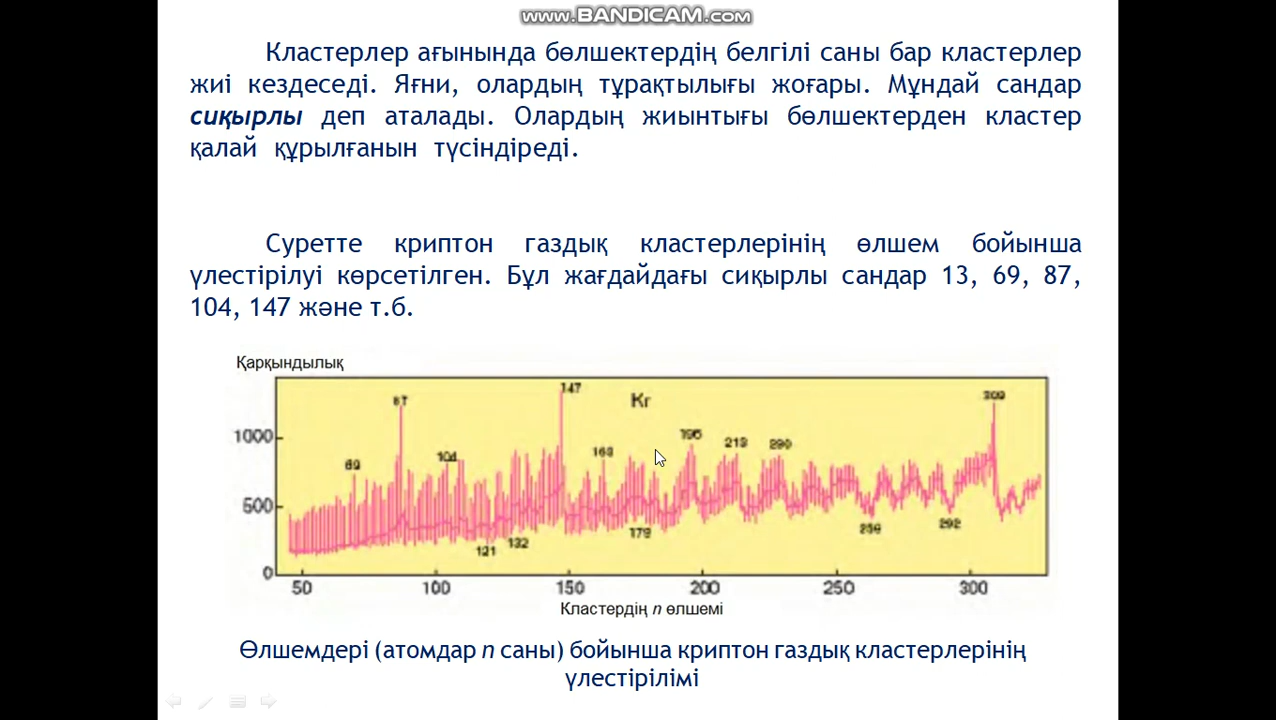 www.BANDICAM.com
Кластерлер ағынында бөлшектердің белгілі саны бар кластерлер
жиі кездеседі. Яғни, олардың тұрақтылығы жоғары. Мұндай сандар
сиқырлы деп аталады. Олардың жиынтығы бөлшектерден кластер
қалай құрылғанын түсіндіреді.
Суретте криптон газдық кластерлерінің өлшем бойынша
үлестірілуі көрсетілген. Бұл жағдайдағы сиқырлы сандар 13, 69, 87,
104, 147 және т.б.
Қарқындылық
147
87
Kr
309
1000
195
213
163
104
69
500
179
292
132
121
0
50 100 150 200 250 300
Кластердің n өлшемі
Өлшемдері (атомдар n саны) бойынша криптон газдық кластерлерінің
үлестірілімі